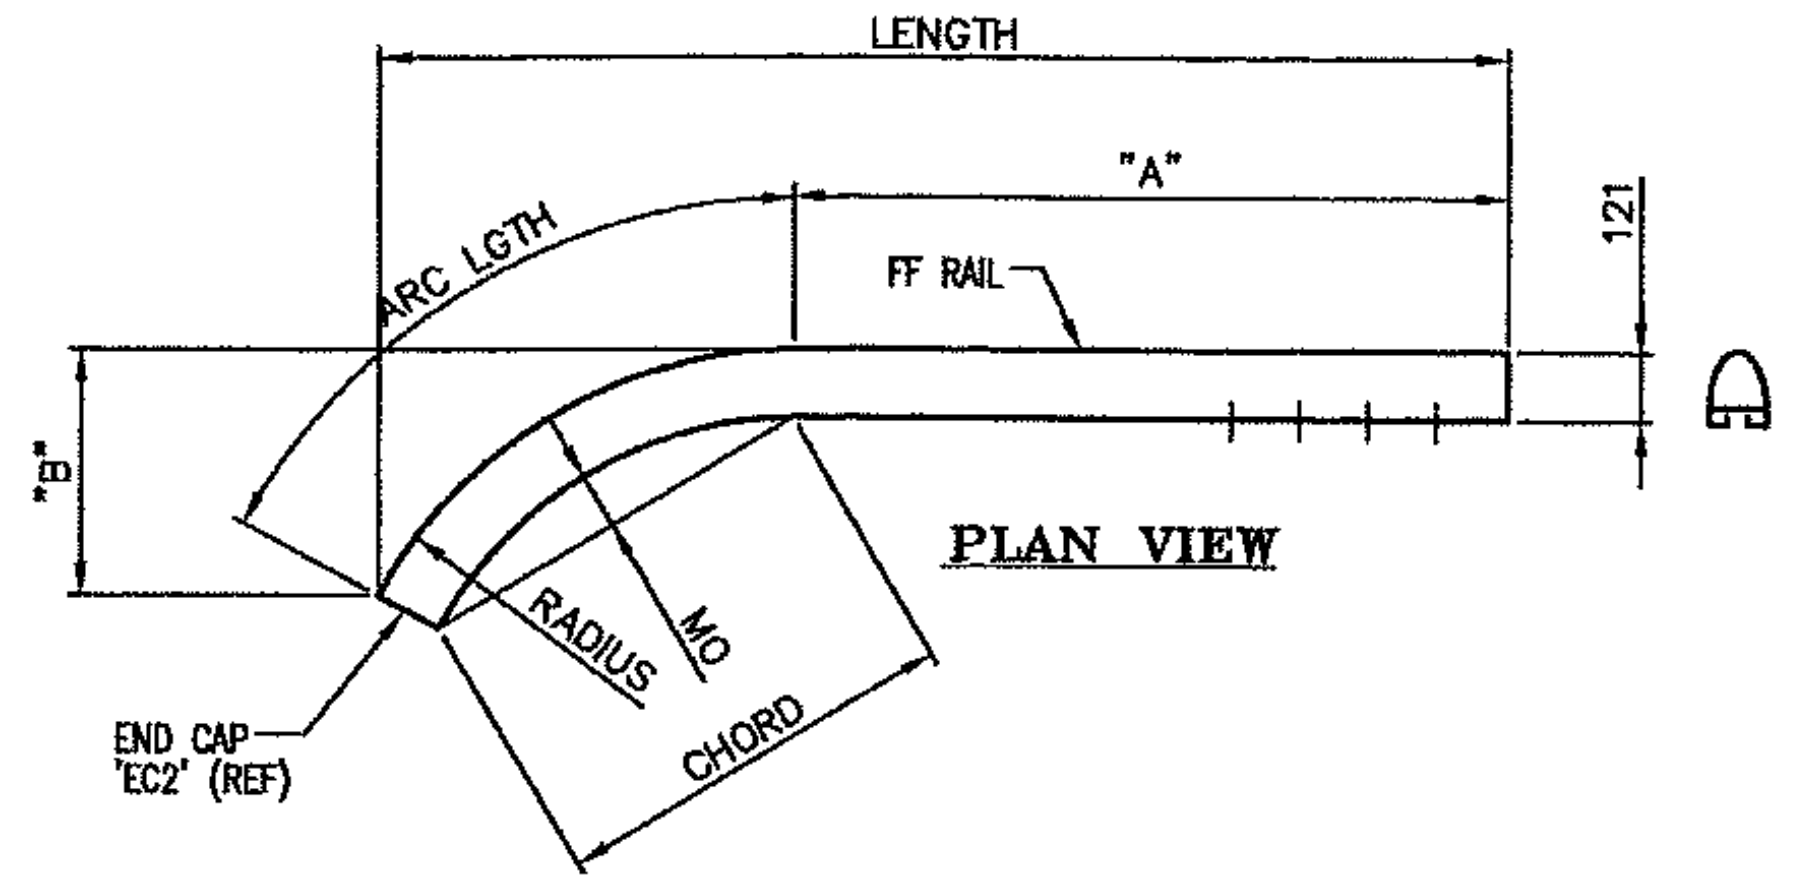 LENGTH
"A"
121
ARC LGTH
FF RAIL
"B"
PLAN VIEW
RADIUS
MO
CHORD
END CAP
'EC2' (REF)